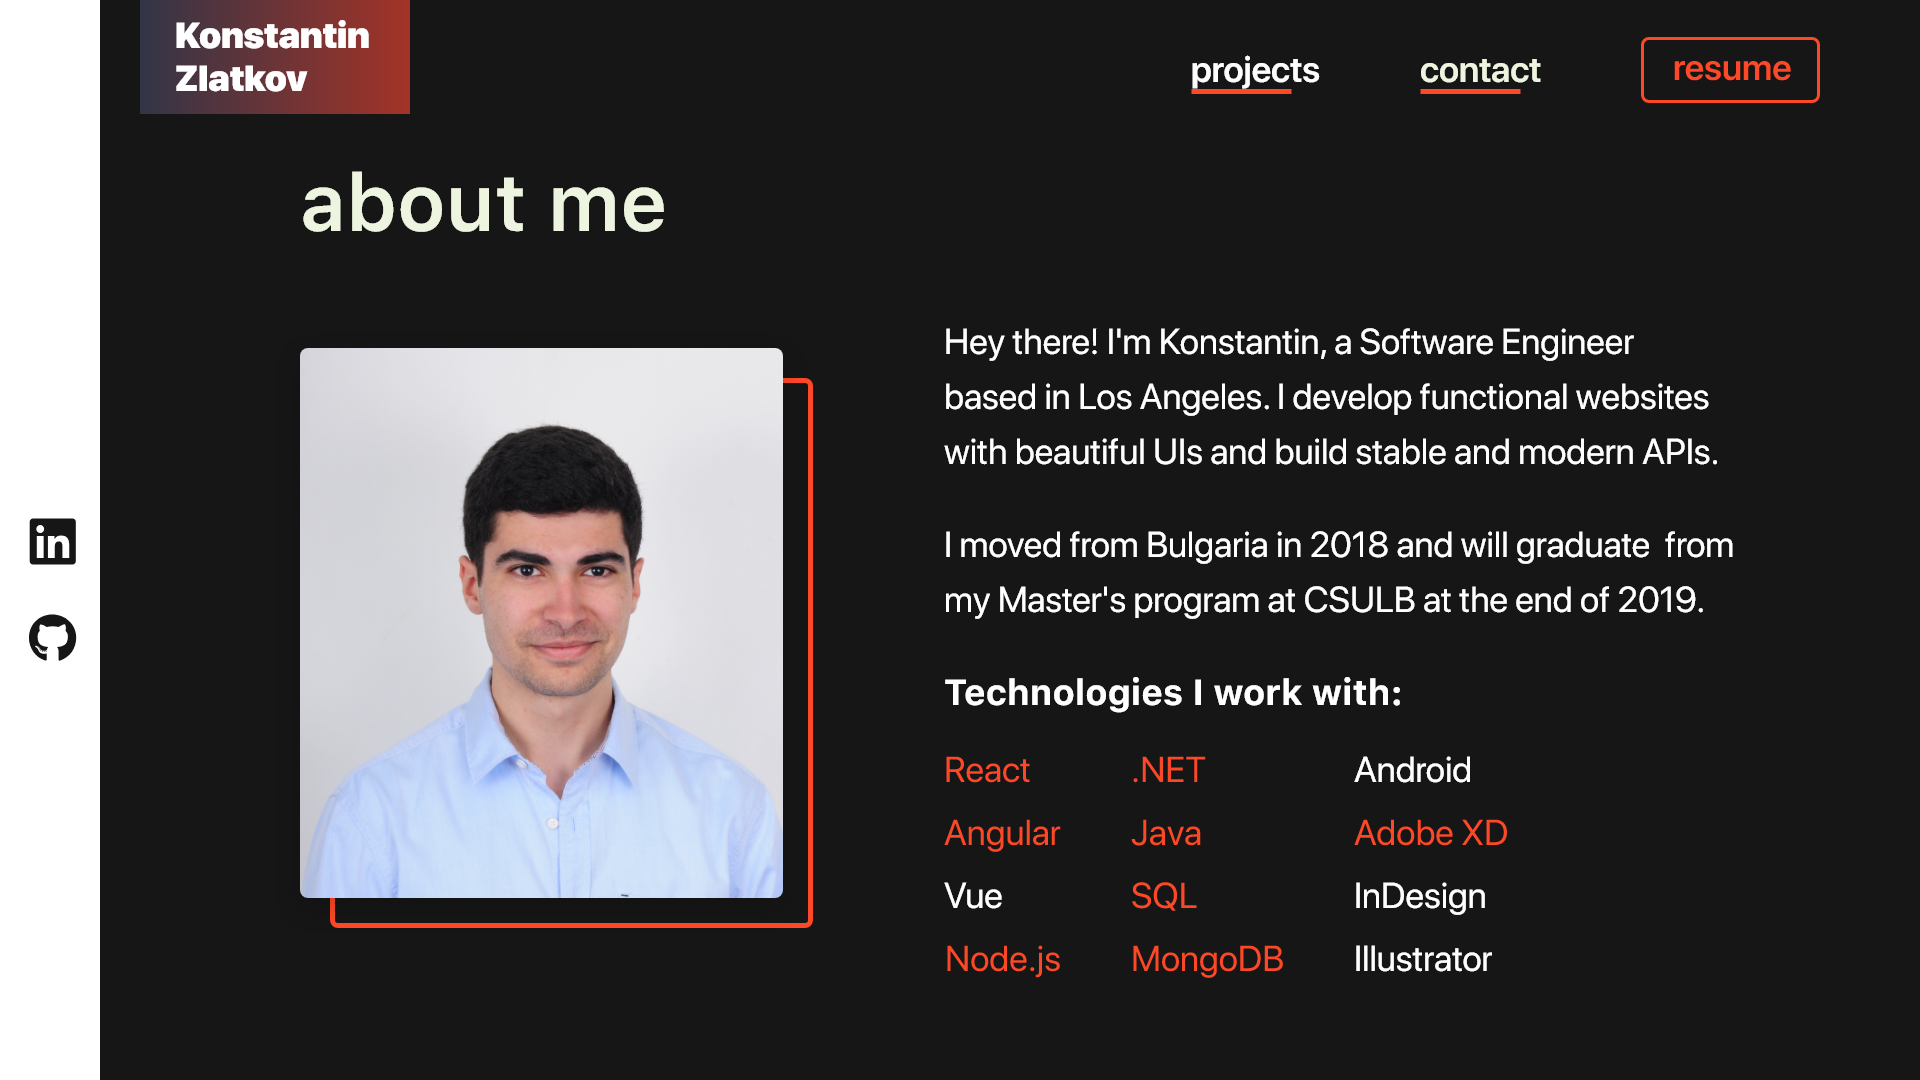 Konstantin
Zlatkov
projects
contact
resume
about me
Hey there! I'm Konstantin, a Software Engineer
based in Los Angeles. I develop functional websites
with beautiful UIs and build stable and modern APIs.
I moved from Bulgaria in 2018 and will graduate  from
my Master's program at CSULB at the end of 2019.
Technologies I work with:
React .NET Android
Angular Java Adobe XD
Vue SQL InDesign
Node.js MongoDB Illustrator
in